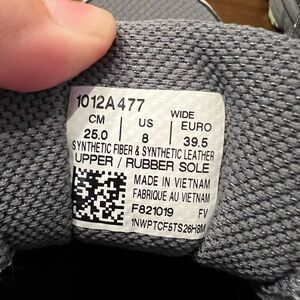 1012A477
WIDE
CM US EURO
25.0 8 39.5
SYNTHETIC FIBER & SYNTHETIC LEATHER
UPPER / RUBBER SOLE
MADE IN VIETNAM
FABRIQUE AU VIETNAM
F821019 FV
1NWPTCF5TS26H8M